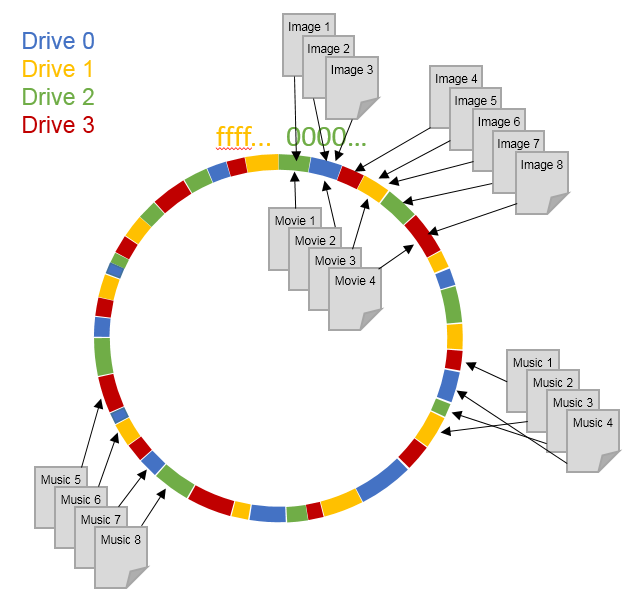 Drive 0
Drive 1
Drive 2
Drive 3
Image 1
Image 2
Image 3
Image 4
Image 5
Image 6
Image 7
Image 8
ffff... 0000...
Movie 1
Movie 2
Movie 3
Movie 4
Music 1
Music 2
Music 3
Music 4
Music 5
Music 6
Music 7
Music 8